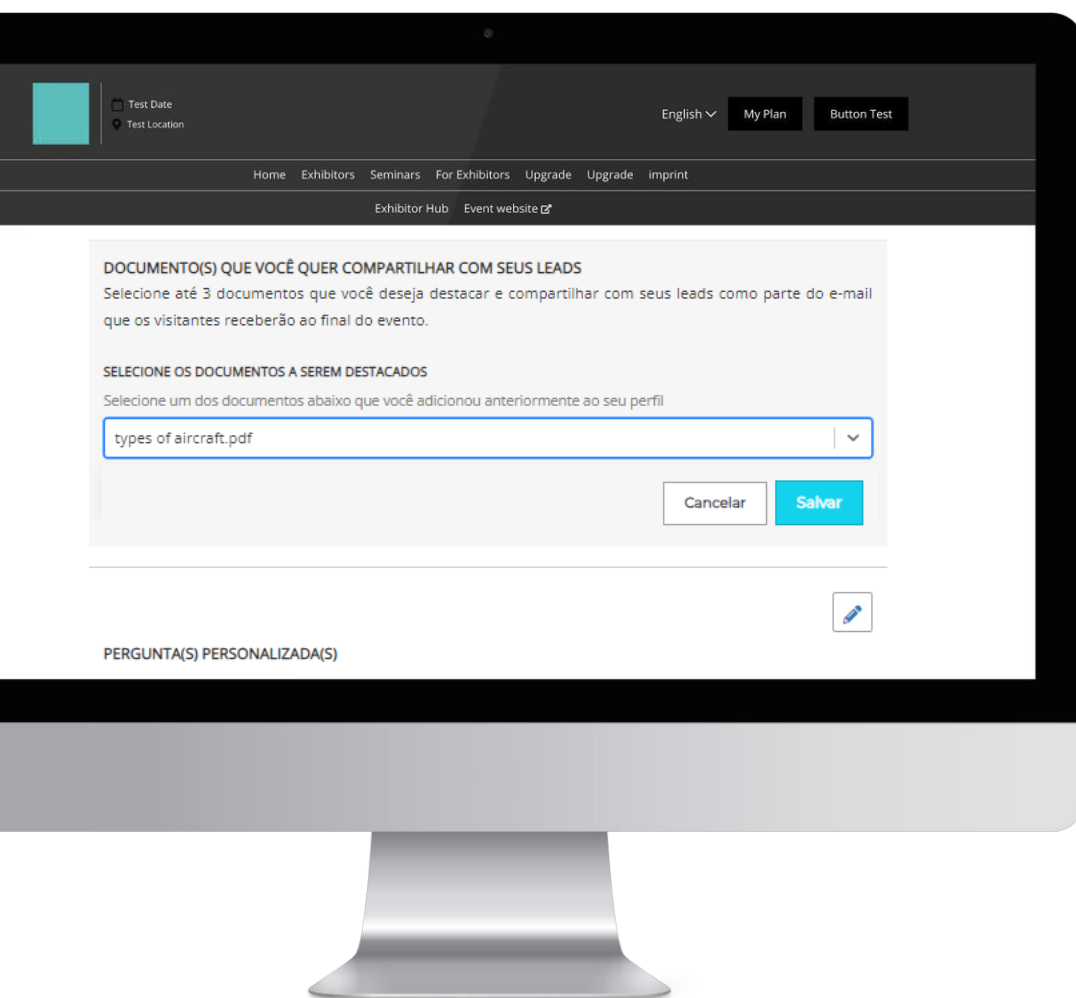 Test Date
Test Location
English
My Plan
Button Test
Home Exhibitors Seminars For Exhibitors Upgrade Upgrade imprint
Exhibitor Hub Event website
DOCUMENTO(S) QUE VOCÊ QUER COMPARTILHAR COM SEUS LEADS
Selecione até 3 documentos que você deseja destacar e compartilhar com seus leads como parte do e-mail
que os visitantes receberão ao final do evento.
SELECIONE OS DOCUMENTOS A SEREM DESTACADOS
Selecione um dos documentos abaixo que você adicionou anteriormente ao seu perfil
types of aircraft.pdf
Cancelar
Salvar
PERGUNTA(S) PERSONALIZADA(S)